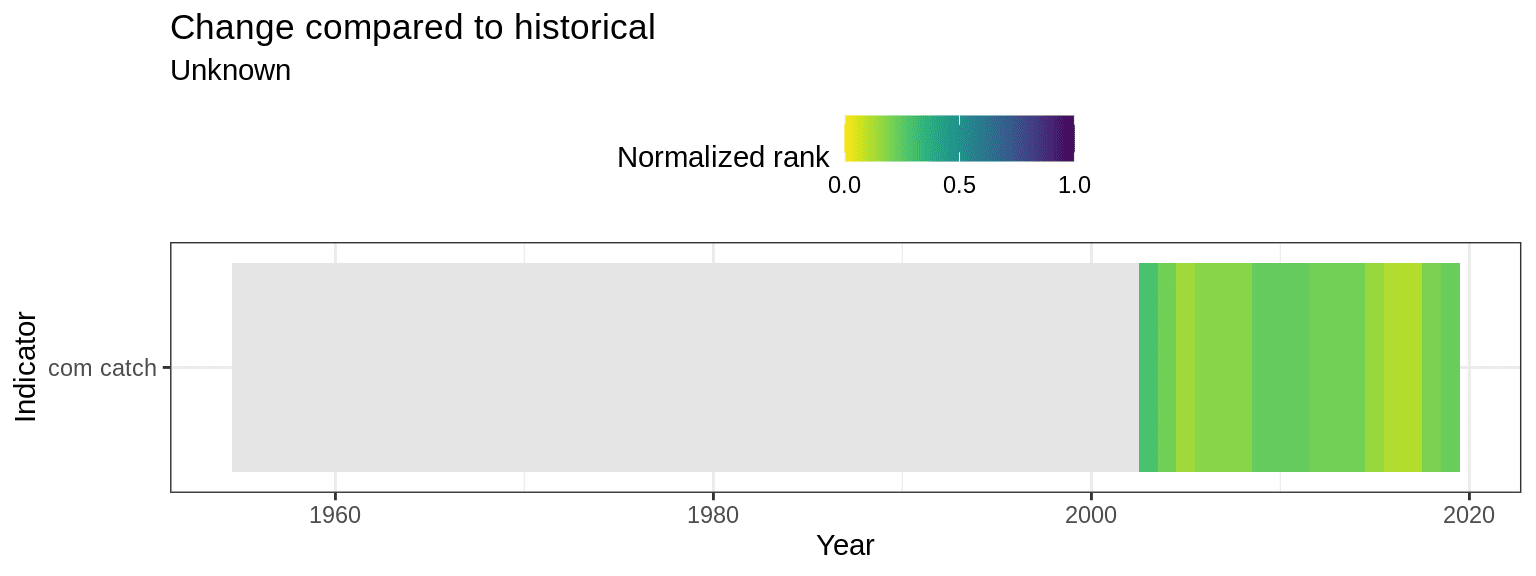 Change compared to historical
Unknown
Normalized rank
0.0 0.5 1.0
Indicator
com catch
1960 1980 2000 2020
Year